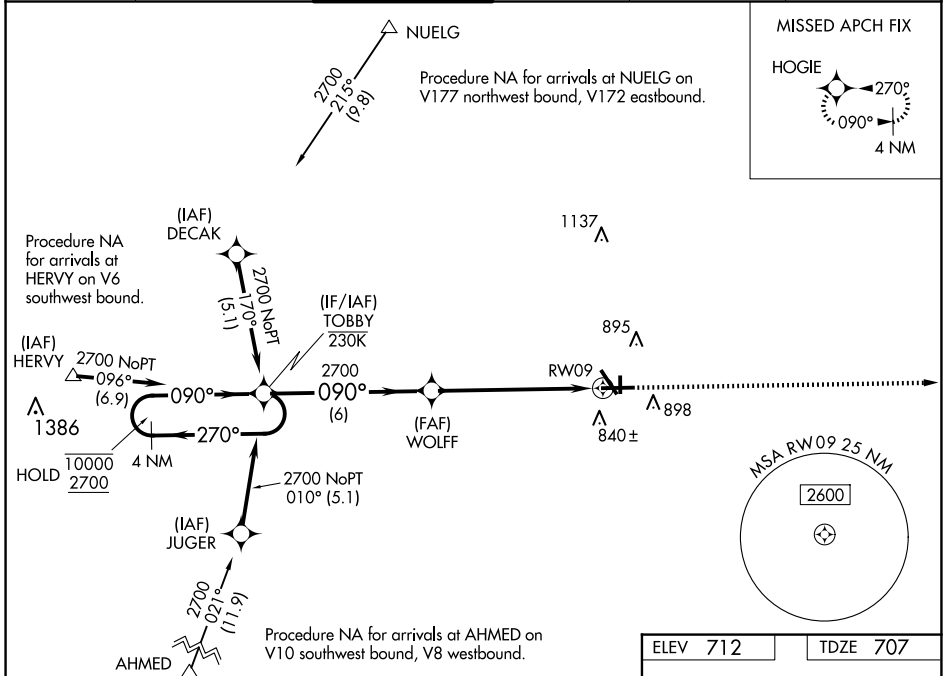 NUELG
2700
215°
(9.8)
Procedure NA for arrivals at NUELG on
V177 northwest bound, V172 eastbound.
MISSED APCH FIX
HOGIE
270°
090°
4 NM
(IAF)
DECAK
2700 NoPT
170°
(5.1)
Procedure NA
for arrivals at
HERVY on V6
southwest bound.
(IF/IAF)
TOBBY
230K
1137
895
(IAF)
HERVY
2700 NoPT
096°
(6.9)
090°
2700
090°
(6)
RW09
(FAF)
WOLFF
898
840±
1386
270°
HOLD
10000
2700
4 NM
2700 NoPT
010° (5.1)
(IAF)
JUGER
MSA RW09 25 NM
2600
2700
021°
(11.9)
AHMED
Procedure NA for arrivals at AHMED on
V10 southwest bound, V8 westbound.
ELEV 712
TDZE 707